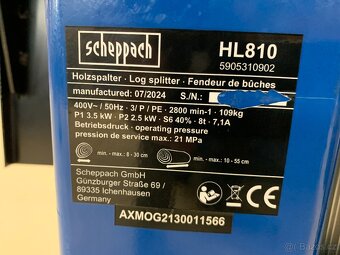 scheppach HL810
5905310902
Holzspalter · Log splitter · Fendeur de bûches
manufactured: 07/2024 S./N.:
400V~ / 50Hz · 3/ P / PE · 2800 min-1 · 109kg
P1 3.5 kW · P2 2.5 kW · S6 40% · 8t · 7,1A
Betriebsdruck · operating pressure
pression de service max.: 21 MPa
min. - max.: 8 - 30 cm min. - max.: 10 - 55 cm
Scheppach GmbH
Günzburger Straße 69 /
89335 Ichenhausen
Germany
AXMOG2130011566